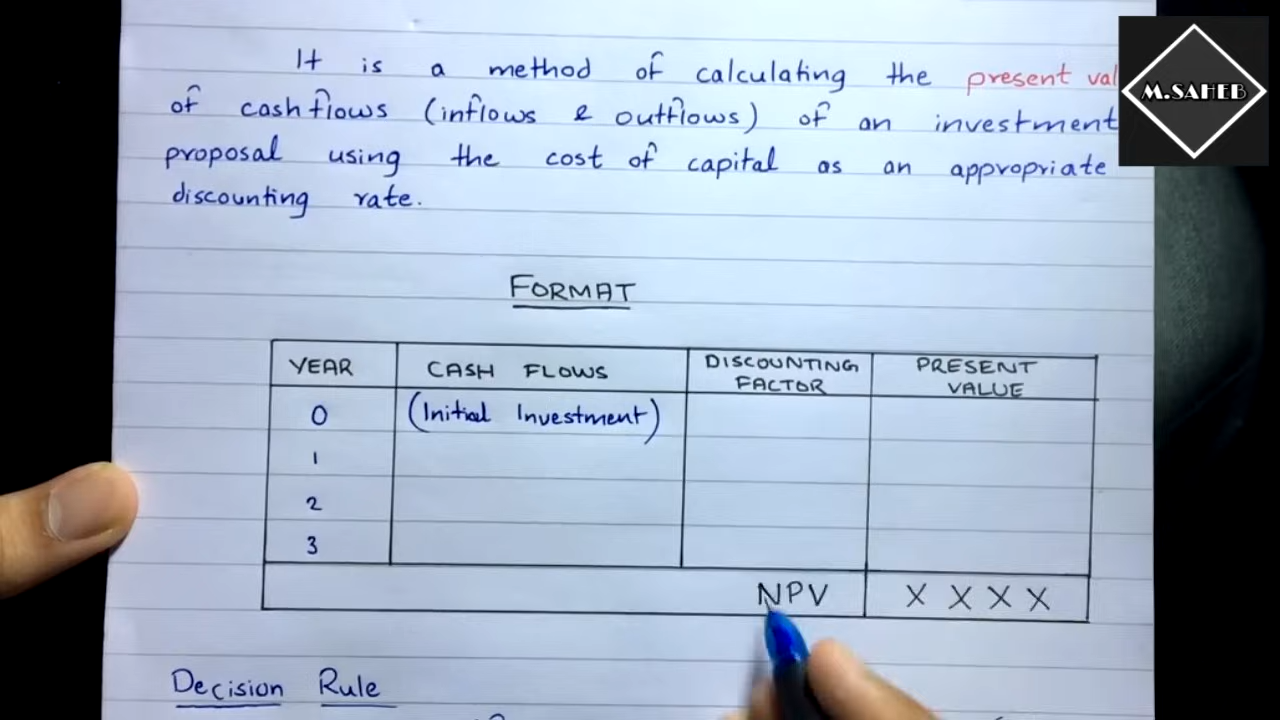 It is a method of calculating the present val
of cashflows (inflows & outflows) of an investment
proposal using the cost of capital as an appropriate
discounting rate.
M.SAHEB
FORMAT
YEAR CASH FLOWS DISCOUNTING FACTOR PRESENT VALUE
0 (Initial Investment)
1
2
3
NPV X X X X
Decision Rule